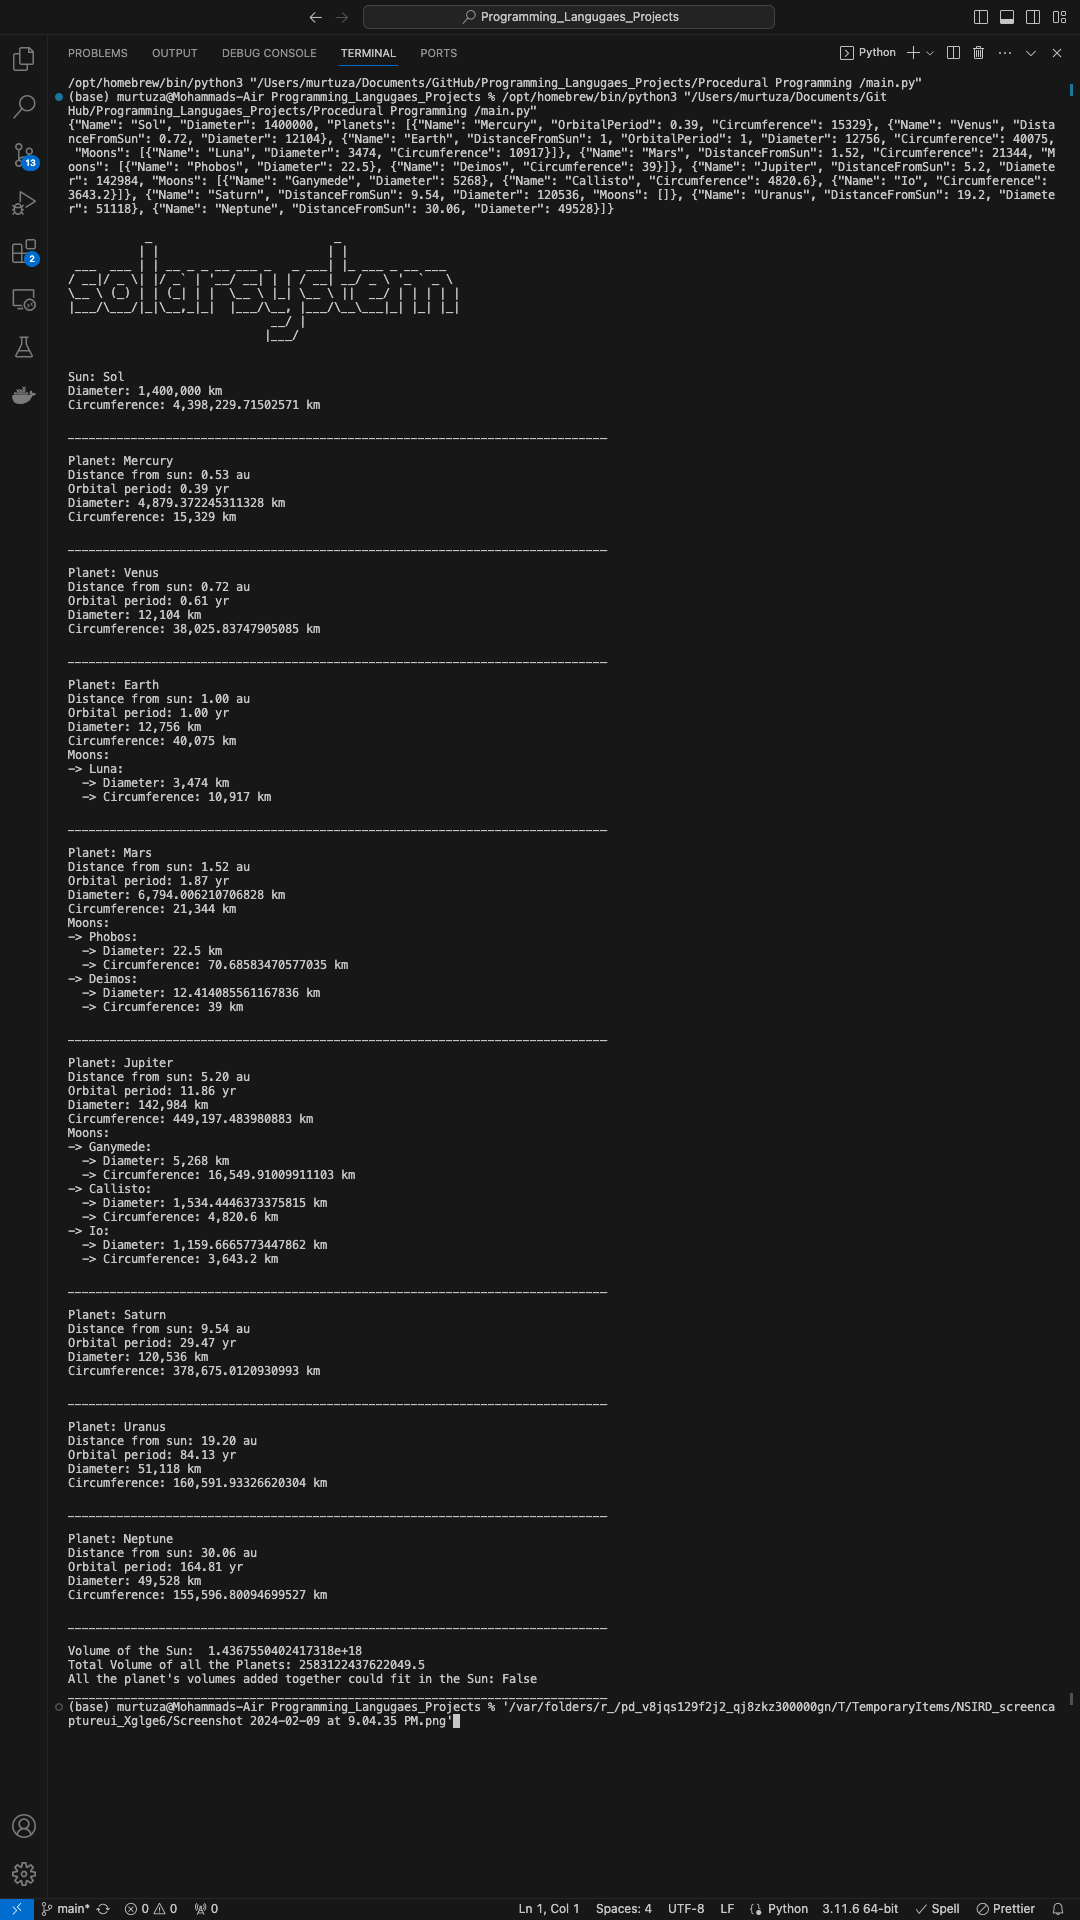 Programming_Langugaes_Projects
PROBLEMS OUTPUT DEBUG CONSOLE TERMINAL PORTS Python
/opt/homebrew/bin/python3 "/Users/murtuza/Documents/GitHub/Programming_Langugaes_Projects/Procedural Programming /main.py"
(base) murtuza@Mohammads-Air Programming_Langugaes_Projects % /opt/homebrew/bin/python3 "/Users/murtuza/Documents/Git
Hub/Programming_Langugaes_Projects/Procedural Programming /main.py"
{"Name": "Sol", "Diameter": 1400000, "Planets": [{"Name": "Mercury", "OrbitalPeriod": 0.39, "Circumference": 15329}, {"Name": "Venus", "Dista
nceFromSun": 0.72, "Diameter": 12104}, {"Name": "Earth", "DistanceFromSun": 1, "OrbitalPeriod": 1, "Diameter": 12756, "Circumference": 40075,
"Moons": [{"Name": "Luna", "Diameter": 3474, "Circumference": 10917}]}, {"Name": "Mars", "DistanceFromSun": 1.52, "Circumference": 21344, "M
oons": [{"Name": "Phobos", "Diameter": 22.5}, {"Name": "Deimos", "Circumference": 39}]}, {"Name": "Jupiter", "DistanceFromSun": 5.2, "Diamete
r": 142984, "Moons": [{"Name": "Ganymede", "Diameter": 5268}, {"Name": "Callisto", "Circumference": 4820.6}, {"Name": "Io", "Circumference":
3643.2}]}, {"Name": "Saturn", "DistanceFromSun": 9.54, "Diameter": 120536, "Moons": []}, {"Name": "Uranus", "DistanceFromSun": 19.2, "Diamete
r": 51118}, {"Name": "Neptune", "DistanceFromSun": 30.06, "Diameter": 49528}]}
solar system
Sun: Sol
Diameter: 1,400,000 km
Circumference: 4,398,229.71502571 km
Planet: Mercury
Distance from sun: 0.53 au
Orbital period: 0.39 yr
Diameter: 4,879.372245311328 km
Circumference: 15,329 km
Planet: Venus
Distance from sun: 0.72 au
Orbital period: 0.61 yr
Diameter: 12,104 km
Circumference: 38,025.83747905085 km
Planet: Earth
Distance from sun: 1.00 au
Orbital period: 1.00 yr
Diameter: 12,756 km
Circumference: 40,075 km
Moons:
—> Luna:
—> Diameter: 3,474 km
—> Circumference: 10,917 km
Planet: Mars
Distance from sun: 1.52 au
Orbital period: 1.87 yr
Diameter: 6,794.006210706828 km
Circumference: 21,344 km
Moons:
—> Phobos:
—> Diameter: 22.5 km
—> Circumference: 70.68583470577035 km
—> Deimos:
—> Diameter: 12.414085561167836 km
—> Circumference: 39 km
Planet: Jupiter
Distance from sun: 5.20 au
Orbital period: 11.86 yr
Diameter: 142,984 km
Circumference: 449,197.483980883 km
Moons:
—> Ganymede:
—> Diameter: 5,268 km
—> Circumference: 16,549.91009911103 km
—> Callisto:
—> Diameter: 1,534.4446373375815 km
—> Circumference: 4,820.6 km
—> Io:
—> Diameter: 1,159.6665773447862 km
—> Circumference: 3,643.2 km
Planet: Saturn
Distance from sun: 9.54 au
Orbital period: 29.47 yr
Diameter: 120,536 km
Circumference: 378,675.0120930993 km
Planet: Uranus
Distance from sun: 19.20 au
Orbital period: 84.13 yr
Diameter: 51,118 km
Circumference: 160,591.93326620304 km
Planet: Neptune
Distance from sun: 30.06 au
Orbital period: 164.81 yr
Diameter: 49,528 km
Circumference: 155,596.80094699527 km
Volume of the Sun:  1.4367550402417318e+18
Total Volume of all the Planets: 2583122437622049.5
All the planet's volumes added together could fit in the Sun: False
(base) murtuza@Mohammads-Air Programming_Langugaes_Projects % '/var/folders/r_/pd_v8jqs129f2j2_qj8zkz300000gn/T/TemporaryItems/NSIRD_screenca
ptureui_Xglge6/Screenshot 2024-02-09 at 9.04.35 PM.png'
13
2
main* 0 0 0 Ln 1, Col 1 Spaces: 4 UTF-8 LF Python 3.11.6 64-bit Spell Prettier